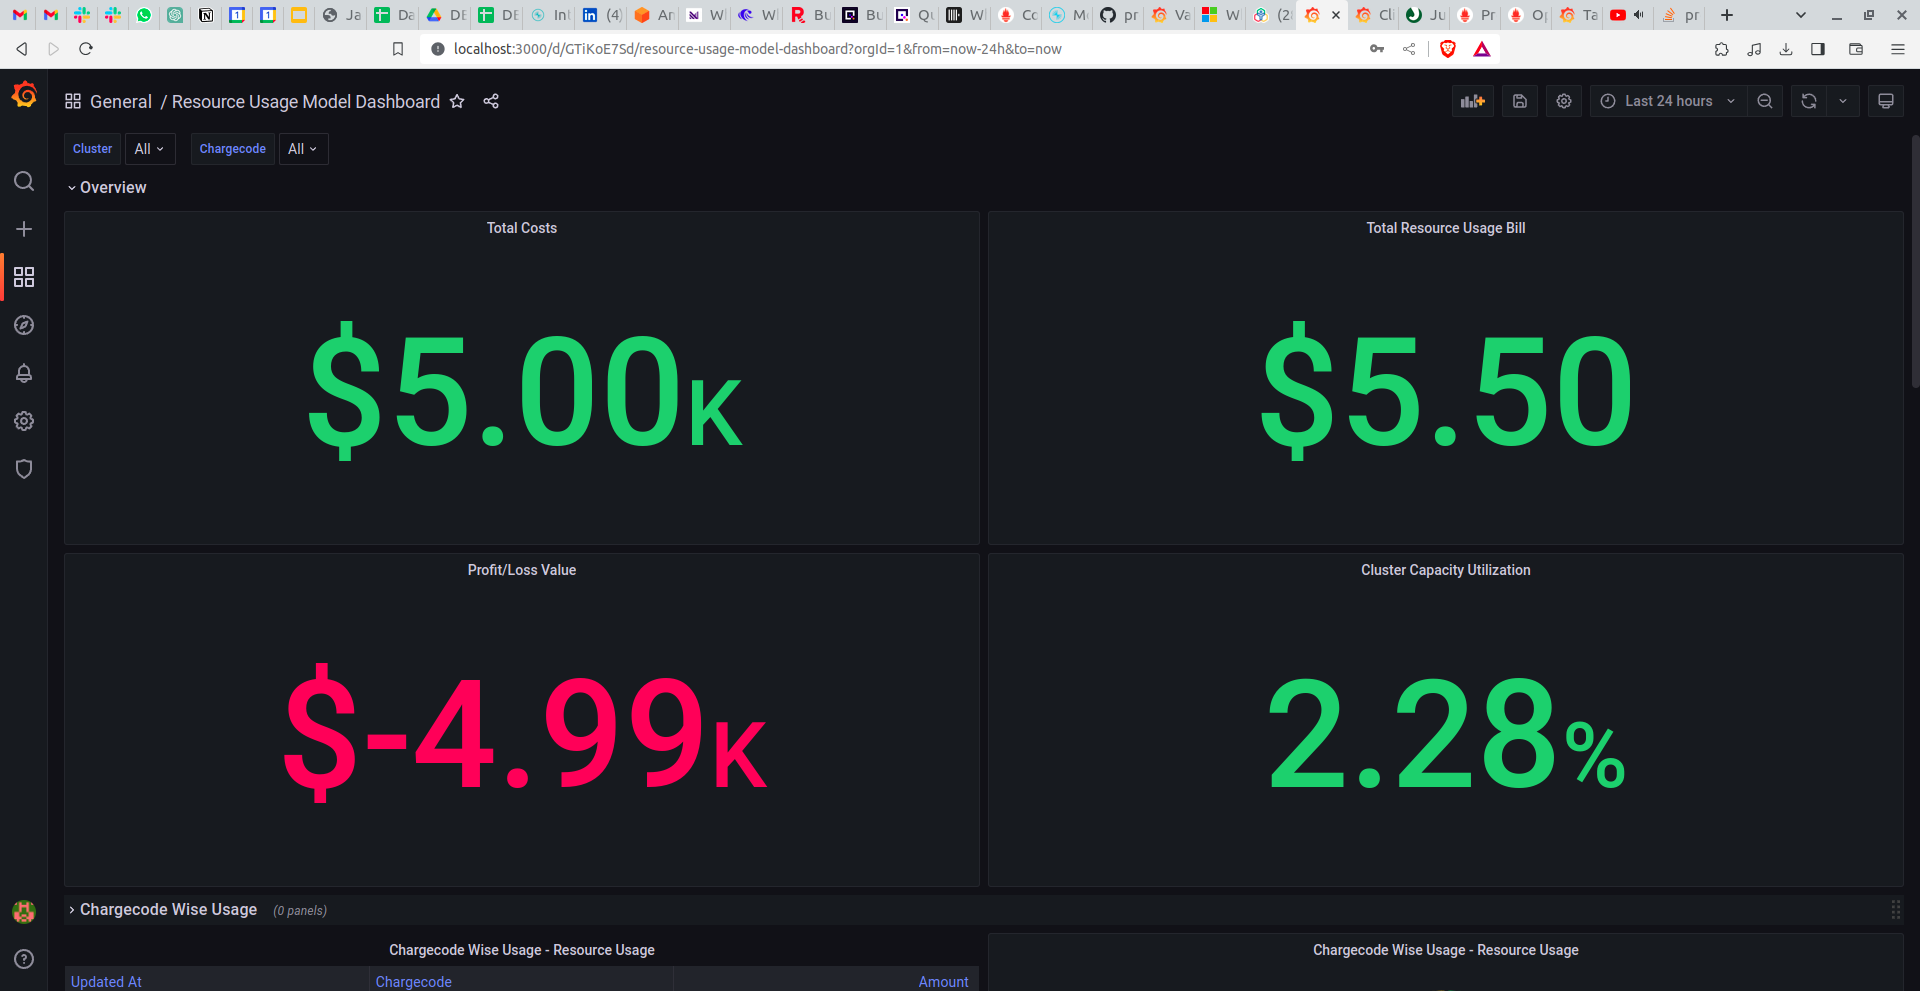 Ja
Da
DE
DE
In
(4)
Ar
W
W
Bu
Bu
Qu
W
Co
Mo
pr
Va
W
(2
Cl
Ju
Pr
O
Ta
pr
localhost:3000/d/GTiKoE7Sd/resource-usage-model-dashboard?orgId=1&from=now-24h&to=now
General / Resource Usage Model Dashboard
Last 24 hours
Cluster All Chargecode All
Overview
Total Costs
$5.00K
Total Resource Usage Bill
$5.50
Profit/Loss Value
$-4.99K
Cluster Capacity Utilization
2.28%
Chargecode Wise Usage (0 panels)
Chargecode Wise Usage - Resource Usage
Updated At Chargecode Amount
Chargecode Wise Usage - Resource Usage